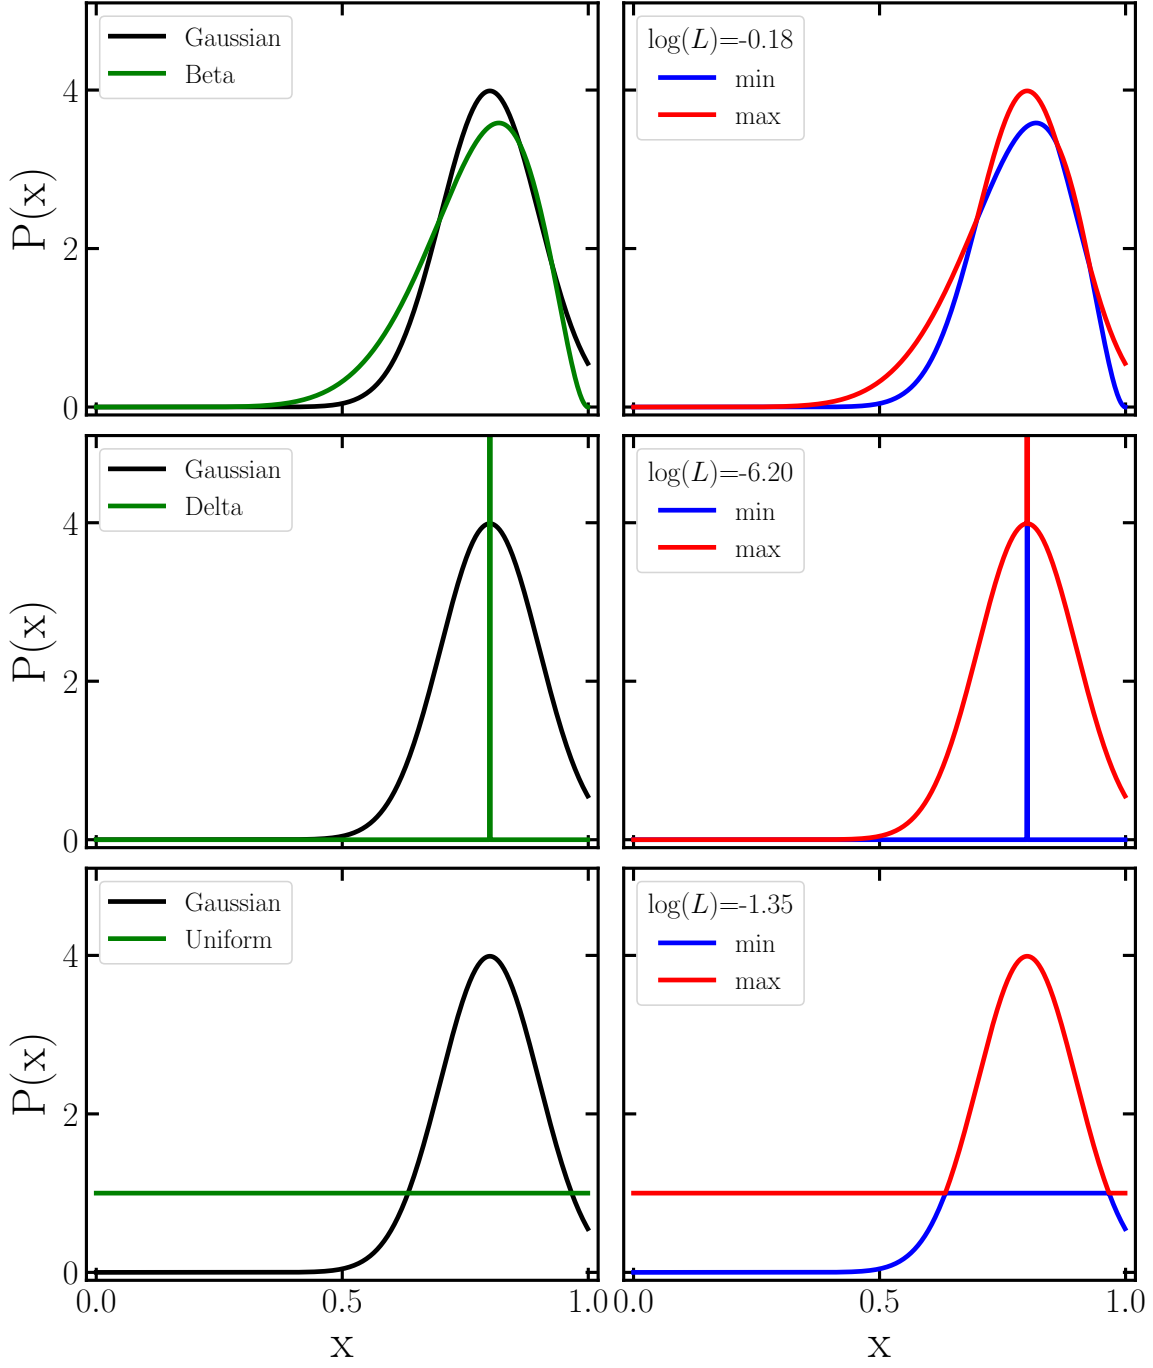 Gaussian
Beta
4
2
0
P(x)
log(L)=-0.18
min
max
Gaussian
Delta
4
2
0
P(x)
log(L)=-6.20
min
max
Gaussian
Uniform
4
2
0
P(x)
0.0 0.5 1.0
x
log(L)=-1.35
min
max
0.0 0.5 1.0
x